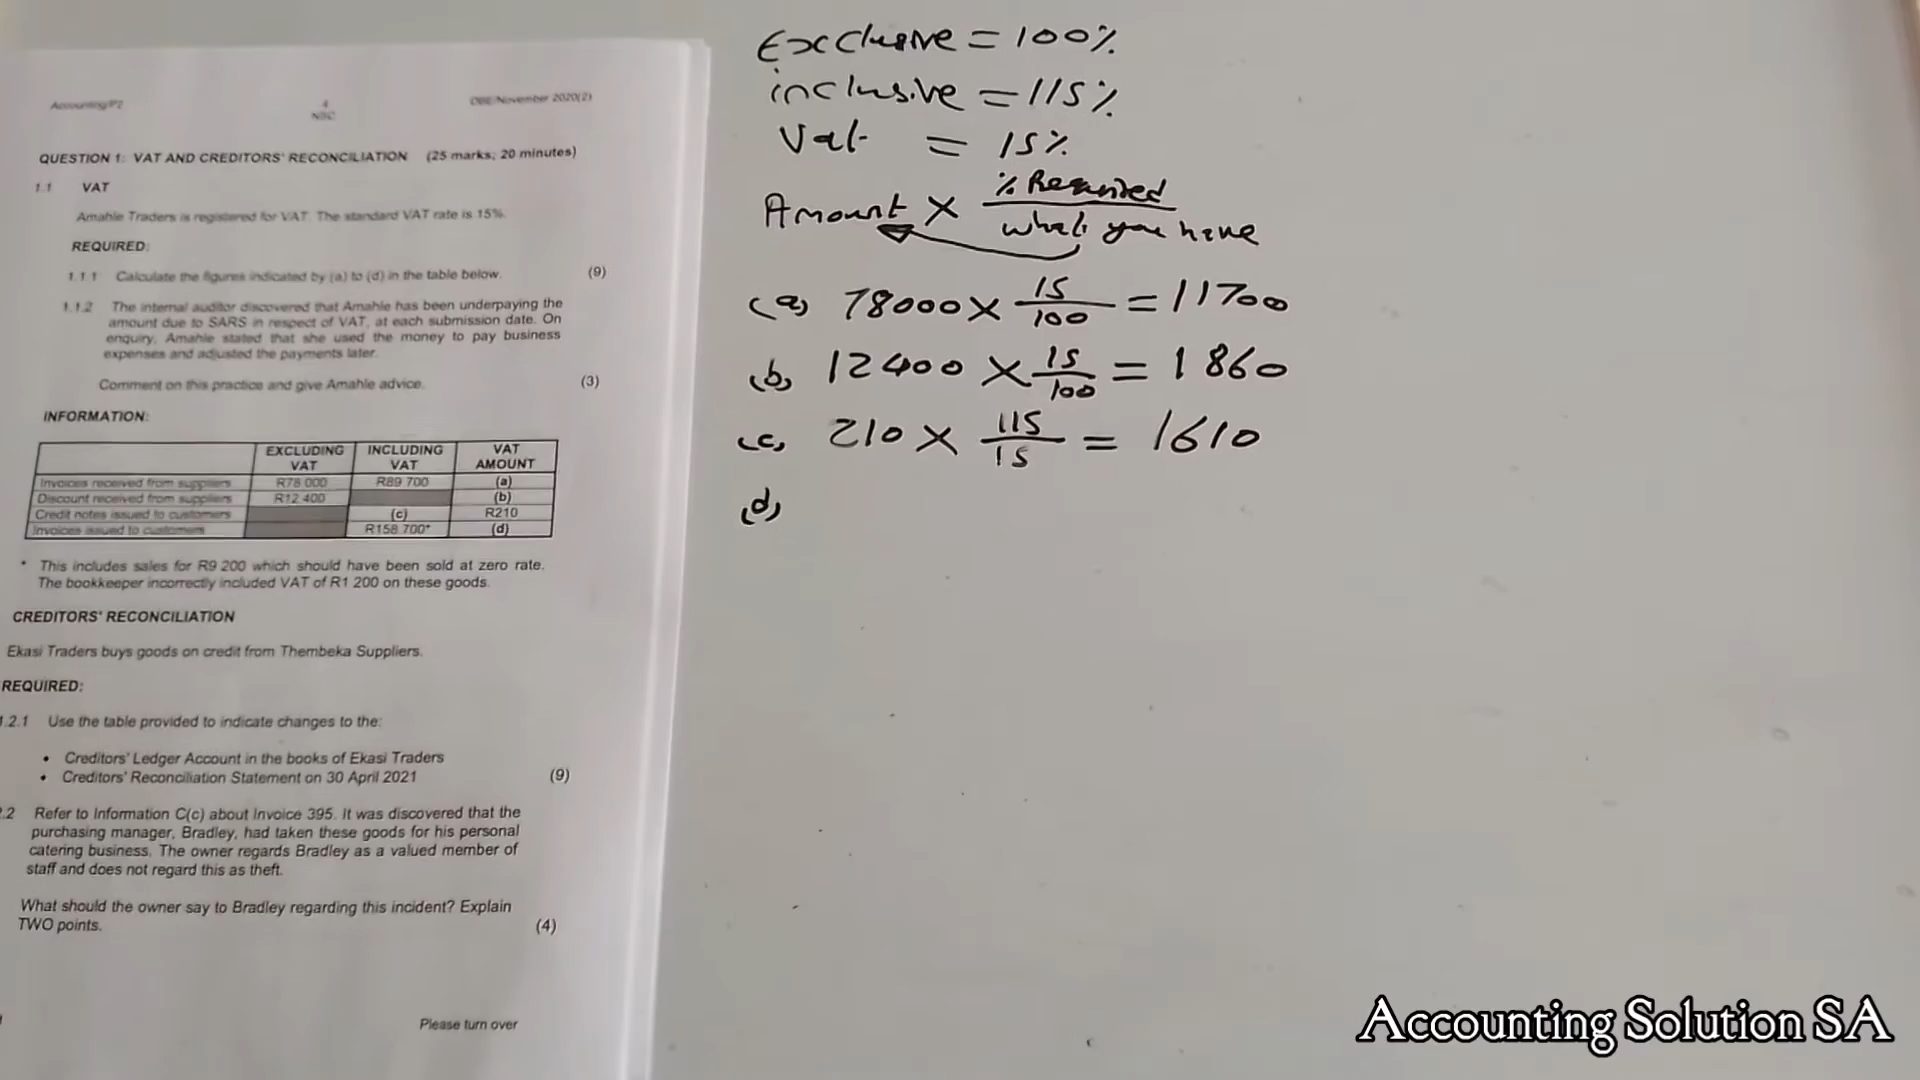 Accounting/P2
4
NSC
DBE/November 2020(2)
QUESTION 1: VAT AND CREDITORS' RECONCILIATION (25 marks; 20 minutes)
1.1 VAT
Amahle Traders is registered for VAT. The standard VAT rate is 15%.
REQUIRED:
1.1.1 Calculate the figures indicated by (a) to (d) in the table below. (9)
1.1.2 The internal auditor discovered that Amahle has been underpaying the
amount due to SARS in respect of VAT, at each submission date. On
enquiry, Amahle stated that she used the money to pay business
expenses and adjusted the payments later.
Comment on this practice and give Amahle advice. (3)
INFORMATION:
EXCLUDING VAT INCLUDING VAT VAT AMOUNT
Invoices received from suppliers R78 000 R89 700 (a)
Discount received from suppliers R12 400 (b)
Credit notes issued to customers (c) R210
Invoices issued to customers R158 700* (d)
* This includes sales for R9 200 which should have been sold at zero rate.
The bookkeeper incorrectly included VAT of R1 200 on these goods.
CREDITORS' RECONCILIATION
Ekasi Traders buys goods on credit from Thembeka Suppliers.
REQUIRED:
1.2.1 Use the table provided to indicate changes to the:
• Creditors' Ledger Account in the books of Ekasi Traders
• Creditors' Reconciliation Statement on 30 April 2021 (9)
.2 Refer to Information C(c) about Invoice 395. It was discovered that the
purchasing manager, Bradley, had taken these goods for his personal
catering business. The owner regards Bradley as a valued member of
staff and does not regard this as theft.
What should the owner say to Bradley regarding this incident? Explain
TWO points. (4)
Please turn over
Exclusive = 100%
inclusive = 115%
Vat = 15%
Amount × % Required / what you have
(a) 78000 × 15/100 = 11700
(b) 12400 × 15/100 = 1860
(c) 210 × 115/15 = 1610
(d)
Accounting Solution SA